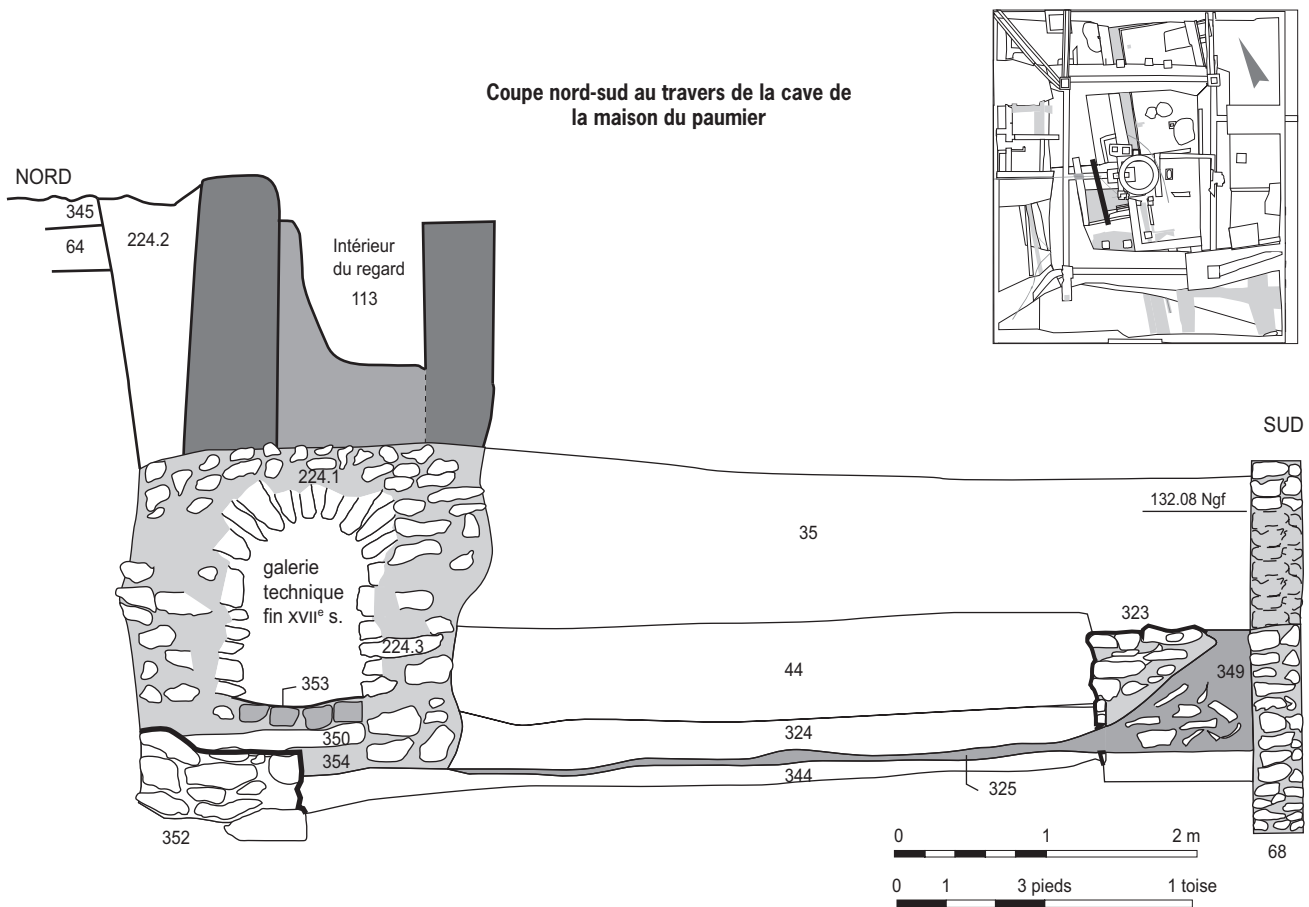 Coupe nord-sud au travers de la cave de
la maison du paumier
NORD
345
64
224.2
Intérieur
du regard
113
SUD
224.1
132.08 Ngf
35
galerie
technique
fin XVIIe s.
323
224.3
44
349
353
350
324
354
344
325
352
0 1 2 m
68
0 1 3 pieds 1 toise